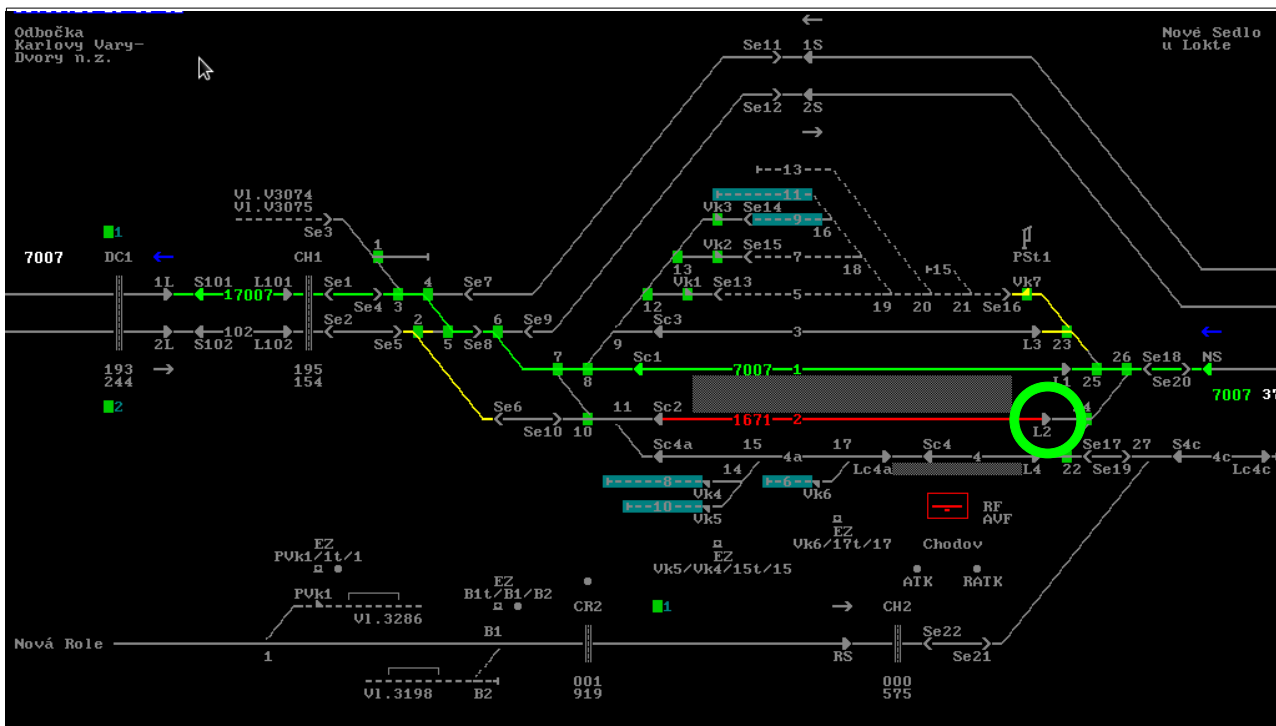 Odbočka
Karlovy Vary-
Dvory n.z.
Nové Sedlo
u Lokte
Se11 1S
Se12 2S
13
Vl.V3074
Vl.V3075
11
Vk3 Se14
9
16
Se3
1
1
Vk2 Se15
PSt1
7007 DC1 CH1
13 7 18 15
1L S101 L101 Se1 4 Se7
Vk1 Se13 Vk7
17007
Se4 3 12 5 19 20 21 Se16
Se2 2 6 Se9 Sc3
102 3
2L S102 L102 Se5 5 Se8 9 L3 23
193
244
195
154
7 Sc1 26 Se18 NS
7007 1
8 L1 25 Se20
7007 37
2
Se6 11 Sc2
1671 2
Se10 10 L2
Sc4a 15 17 Sc4 Se17 27 S4c
4a 4 4c
14 Lc4a L4 22 Se19 Lc4c
8 Vk4 6 Vk6
10 Vk5
RF
AVF
EZ
PVk1/1t/1
EZ
Vk5/Vk4/15t/15
EZ
Vk6/17t/17
Chodov
ATK RATK
PVk1
Vl.3286
EZ
B1t/B1/B2
CR2 1 CH2
Nová Role B1 Se22
1 RS Se21
Vl.3198 B2
001
919
000
575